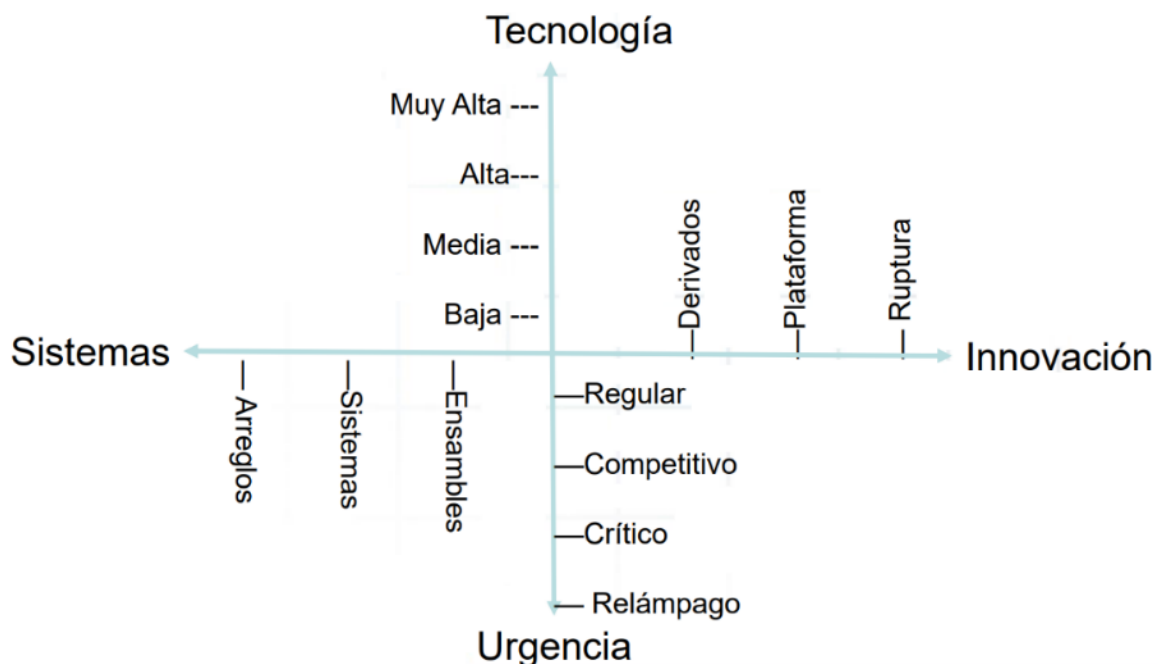 Tecnología
Muy Alta ---
Alta---
Media ---
Baja ---
Derivados
Plataforma
Ruptura
Sistemas
Innovación
Arreglos
Sistemas
Ensambles
Regular
Competitivo
Crítico
Relámpago
Urgencia